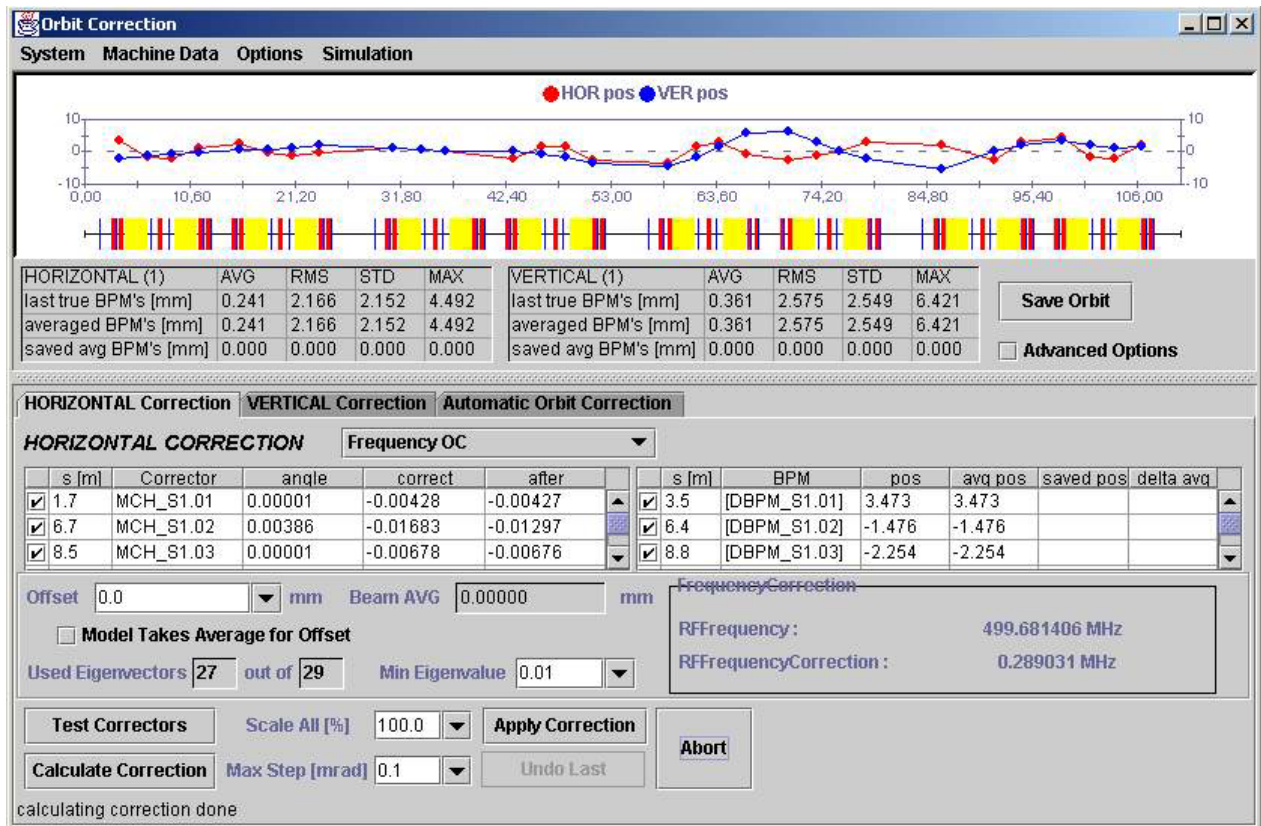 Orbit Correction
System Machine Data Options Simulation
HOR pos VER pos
10 10
0 0
-10 -10
0,00 10,60 21,20 31,80 42,40 53,00 63,60 74,20 84,80 95,40 106,00
HORIZONTAL (1) AVG RMS STD MAX VERTICAL (1) AVG RMS STD MAX
last true BPM's [mm] 0.241 2.166 2.152 4.492 last true BPM's [mm] 0.361 2.575 2.549 6.421 Save Orbit
averaged BPM's [mm] 0.241 2.166 2.152 4.492 averaged BPM's [mm] 0.361 2.575 2.549 6.421
saved avg BPM's [mm] 0.000 0.000 0.000 0.000 saved avg BPM's [mm] 0.000 0.000 0.000 0.000 Advanced Options
HORIZONTAL Correction VERTICAL Correction Automatic Orbit Correction
HORIZONTAL CORRECTION Frequency OC
s [m] Corrector angle correct after s [m] BPM pos avg pos saved pos delta avg
1.7 MCH_S1.01 0.00001 -0.00428 -0.00427 3.5 [DBPM_S1.01] 3.473 3.473
6.7 MCH_S1.02 0.00386 -0.01683 -0.01297 6.4 [DBPM_S1.02] -1.476 -1.476
8.5 MCH_S1.03 0.00001 -0.00678 -0.00676 8.8 [DBPM_S1.03] -2.254 -2.254
Offset 0.0 mm Beam AVG 0.00000 mm FrequencyCorrection
Model Takes Average for Offset RFFrequency : 499.681406 MHz
Used Eigenvectors 27 out of 29 Min Eigenvalue 0.01 RFFrequencyCorrection : 0.289031 MHz
Test Correctors Scale All [%] 100.0 Apply Correction Abort
Calculate Correction Max Step [mrad] 0.1 Undo Last
calculating correction done